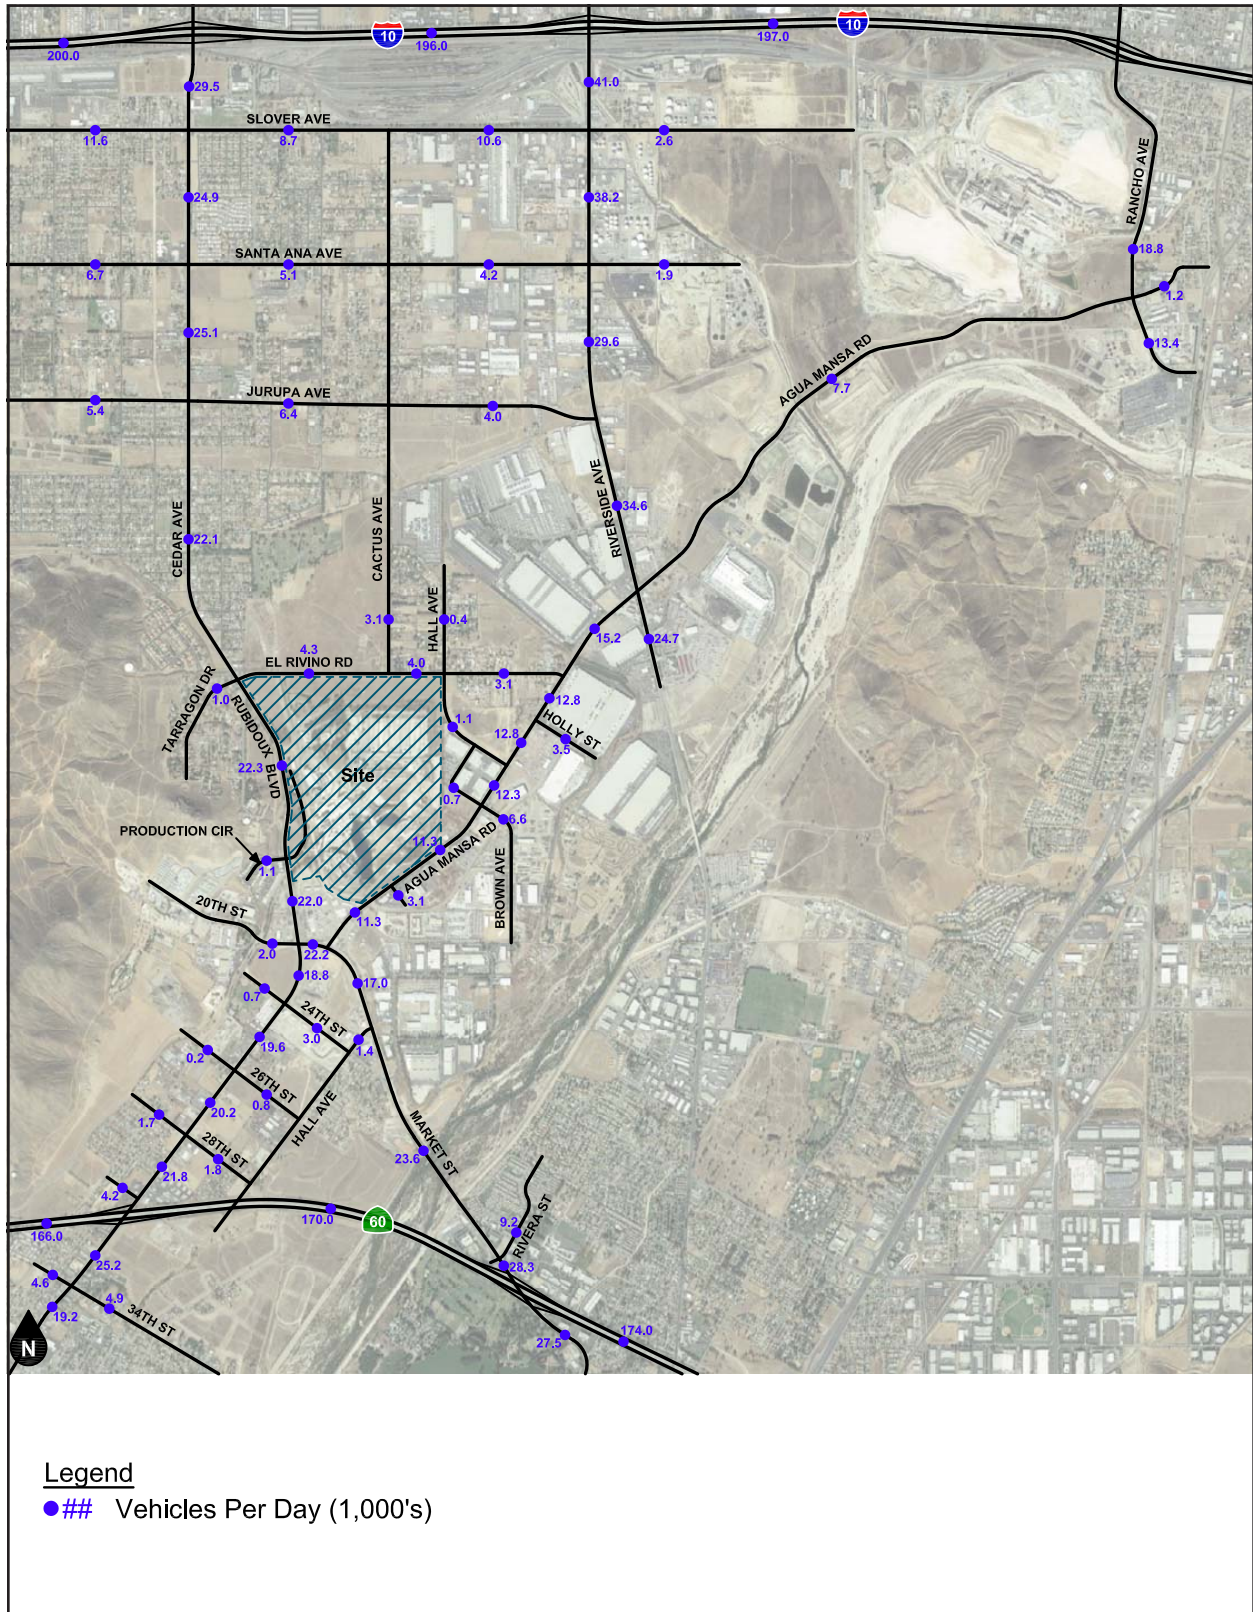 10
10
200.0
196.0
197.0
29.5
41.0
SLOVER AVE
11.6
8.7
10.6
2.6
RANCHO AVE
24.9
38.2
SANTA ANA AVE
18.8
6.7
5.1
4.2
1.9
1.2
25.1
29.6
13.4
AGUA MANSA RD
7.7
JURUPA AVE
5.4
6.4
4.0
RIVERSIDE AVE
34.6
CEDAR AVE
22.1
CACTUS AVE
HALL AVE
3.1
0.4
15.2
24.7
4.3
EL RIVINO RD
4.0
3.1
TARRAGON DR
1.0
RUBIDOUX BLVD
12.8
1.1
12.8
HOLLY ST
3.5
22.3
Site
0.7
12.3
6.6
PRODUCTION CIR
11.3
AGUA MANSA RD
BROWN AVE
1.1
3.1
20TH ST
22.0
11.3
2.0
22.2
18.8
17.0
0.7
24TH ST
3.0
19.6
1.4
0.2
26TH ST
0.8
HALL AVE
20.2
1.7
28TH ST
1.8
MARKET ST
23.6
21.8
4.2
170.0
60
166.0
9.2
RIVERA ST
25.2
28.3
4.6
4.9
34TH ST
19.2
27.5
174.0
N
Legend
## Vehicles Per Day (1,000's)